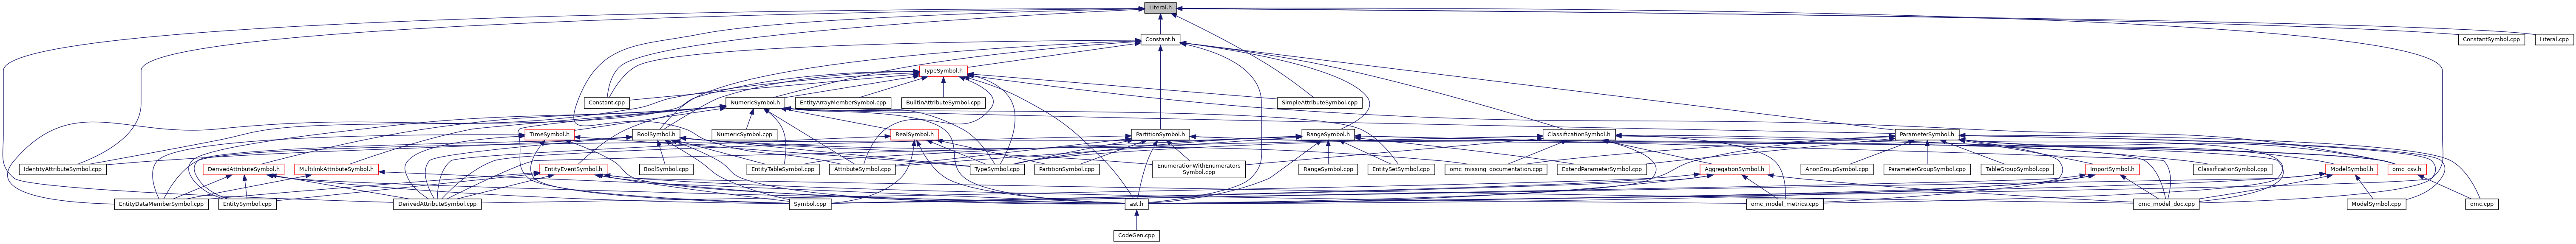 Literal.h
Constant.h
ConstantSymbol.cpp
Literal.cpp
TypeSymbol.h
Constant.cpp
NumericSymbol.h
EntityArrayMemberSymbol.cpp
BuiltinAttributeSymbol.cpp
SimpleAttributeSymbol.cpp
TimeSymbol.h
BoolSymbol.h
NumericSymbol.cpp
RealSymbol.h
PartitionSymbol.h
RangeSymbol.h
ClassificationSymbol.h
ParameterSymbol.h
IdentityAttributeSymbol.cpp
DerivedAttributeSymbol.h
MultilinkAttributeSymbol.h
EntityEventSymbol.h
BoolSymbol.cpp
EntityTableSymbol.cpp
AttributeSymbol.cpp
TypeSymbol.cpp
PartitionSymbol.cpp
EnumerationWithEnumerators
Symbol.cpp
RangeSymbol.cpp
EntitySetSymbol.cpp
omc_missing_documentation.cpp
ExtendParameterSymbol.cpp
AggregationSymbol.h
AnonGroupSymbol.cpp
ParameterGroupSymbol.cpp
TableGroupSymbol.cpp
ImportSymbol.h
ClassificationSymbol.cpp
ModelSymbol.h
omc_csv.h
EntityDataMemberSymbol.cpp
EntitySymbol.cpp
DerivedAttributeSymbol.cpp
Symbol.cpp
ast.h
omc_model_metrics.cpp
omc_model_doc.cpp
ModelSymbol.cpp
omc.cpp
CodeGen.cpp